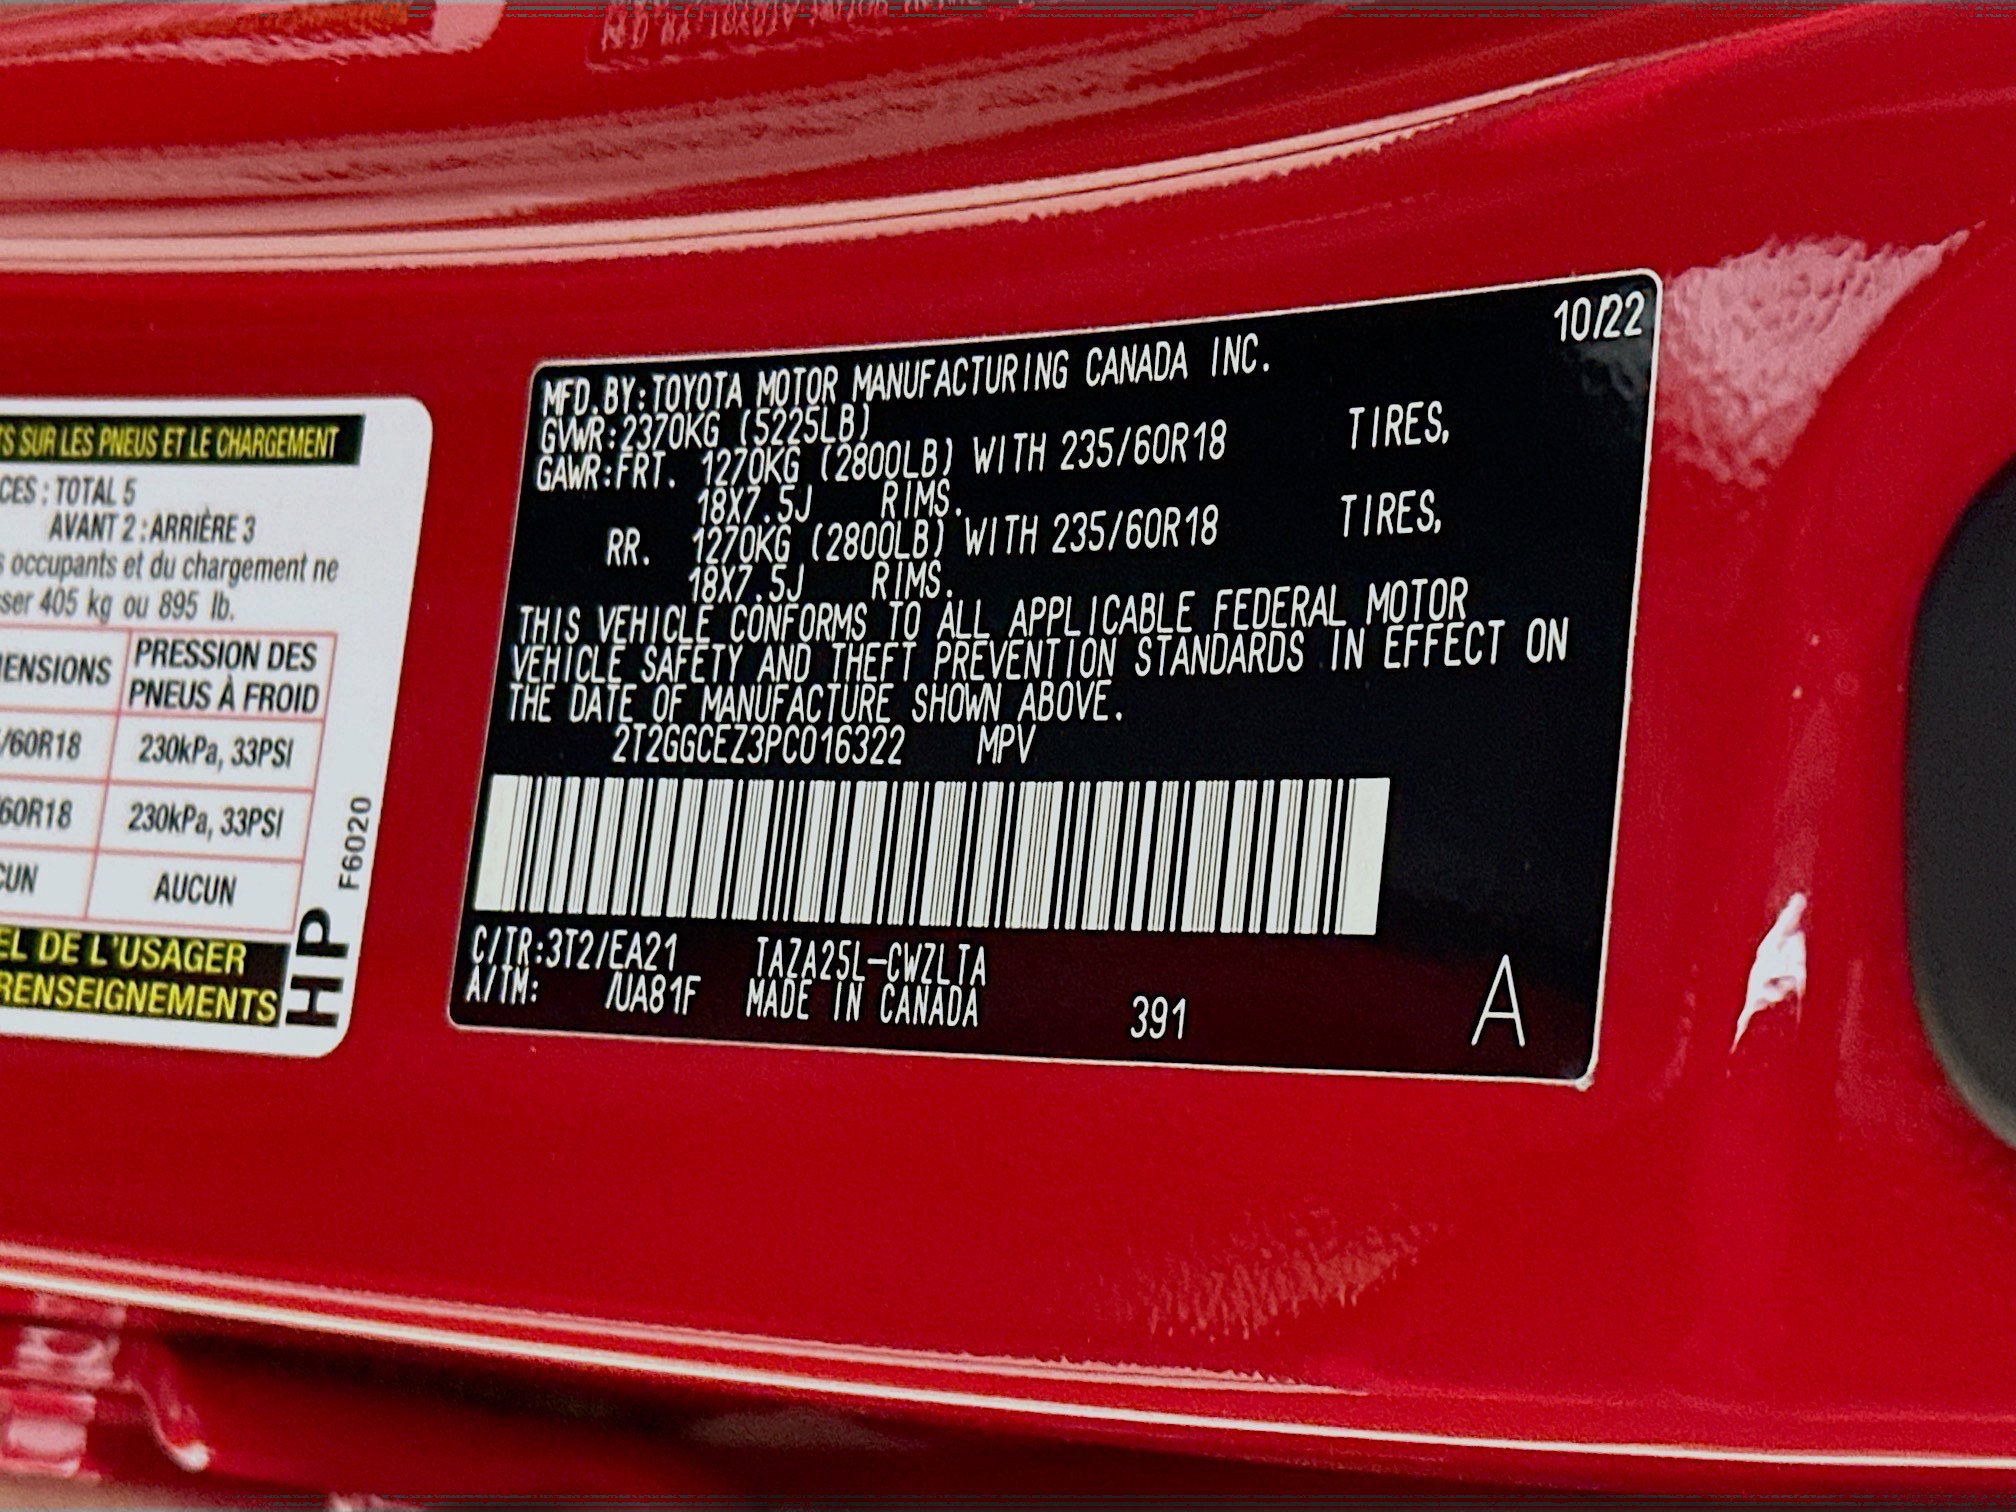 S SUR LES PNEUS ET LE CHARGEMENT
CES : TOTAL 5
AVANT 2 : ARRIÈRE 3
s occupants et du chargement ne
ser 405 kg ou 895 lb.
ENSIONS PRESSION DES
PNEUS À FROID
/60R18 230kPa, 33PSI
60R18 230kPa, 33PSI
CUN AUCUN
EL DE L'USAGER
RENSEIGNEMENTS
HP F6020
10/22
MFD.BY:TOYOTA MOTOR MANUFACTURING CANADA INC.
GVWR:2370KG (5225LB)
GAWR:FRT. 1270KG (2800LB) WITH 235/60R18 TIRES,
18X7.5J RIMS.
RR. 1270KG (2800LB) WITH 235/60R18 TIRES,
18X7.5J RIMS.
THIS VEHICLE CONFORMS TO ALL APPLICABLE FEDERAL MOTOR
VEHICLE SAFETY AND THEFT PREVENTION STANDARDS IN EFFECT ON
THE DATE OF MANUFACTURE SHOWN ABOVE.
2T2GGCEZ3PC016322 MPV
C/TR:3T2/EA21 TAZA25L-CWZLTA
A/TM: /UA81F MADE IN CANADA 391
A